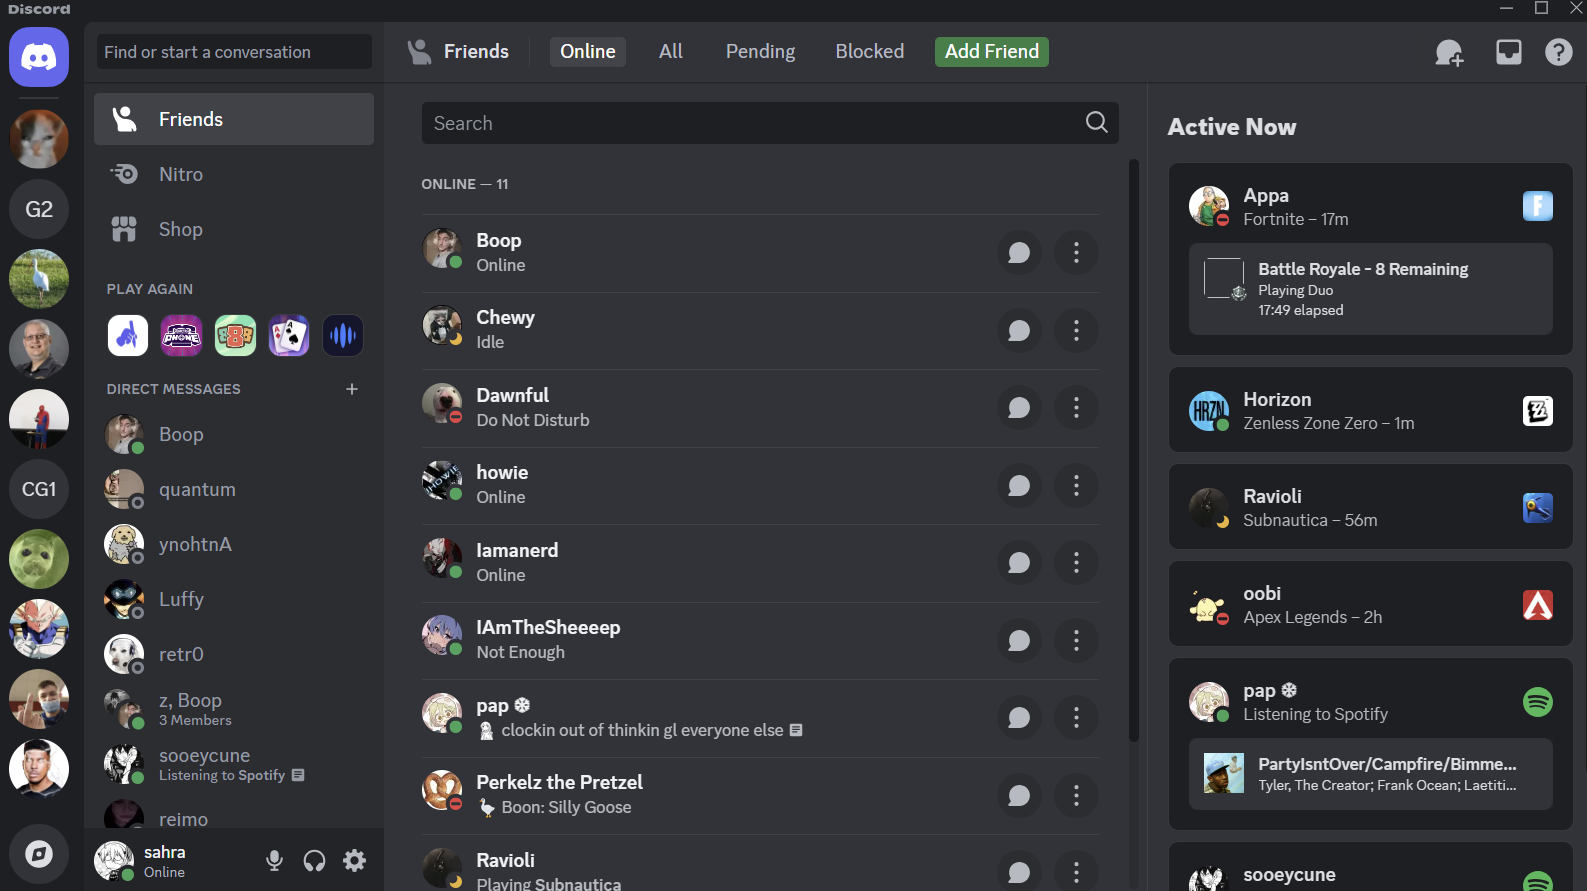 Discord
Find or start a conversation
Friends
Nitro
Shop
PLAY AGAIN
DIRECT MESSAGES
Boop
quantum
ynohtnA
Luffy
retr0
z, Boop
3 Members
sooeycune
Listening to Spotify
reimo
sahra
Online
G2
CG1
Friends
Online
All
Pending
Blocked
Add Friend
Search
ONLINE — 11
Boop
Online
Chewy
Idle
Dawnful
Do Not Disturb
howie
Online
Iamanerd
Online
IAmTheSheeeep
Not Enough
pap ❄
clockin out of thinkin gl everyone else
Perkelz the Pretzel
Boon: Silly Goose
Ravioli
Playing Subnautica
Active Now
Appa
Fortnite – 17m
Battle Royale - 8 Remaining
Playing Duo
17:49 elapsed
HRZN
Horizon
Zenless Zone Zero – 1m
Ravioli
Subnautica – 56m
oobi
Apex Legends – 2h
pap ❄
Listening to Spotify
PartyIsntOver/Campfire/Bimme...
Tyler, The Creator; Frank Ocean; Laetiti...
sooeycune